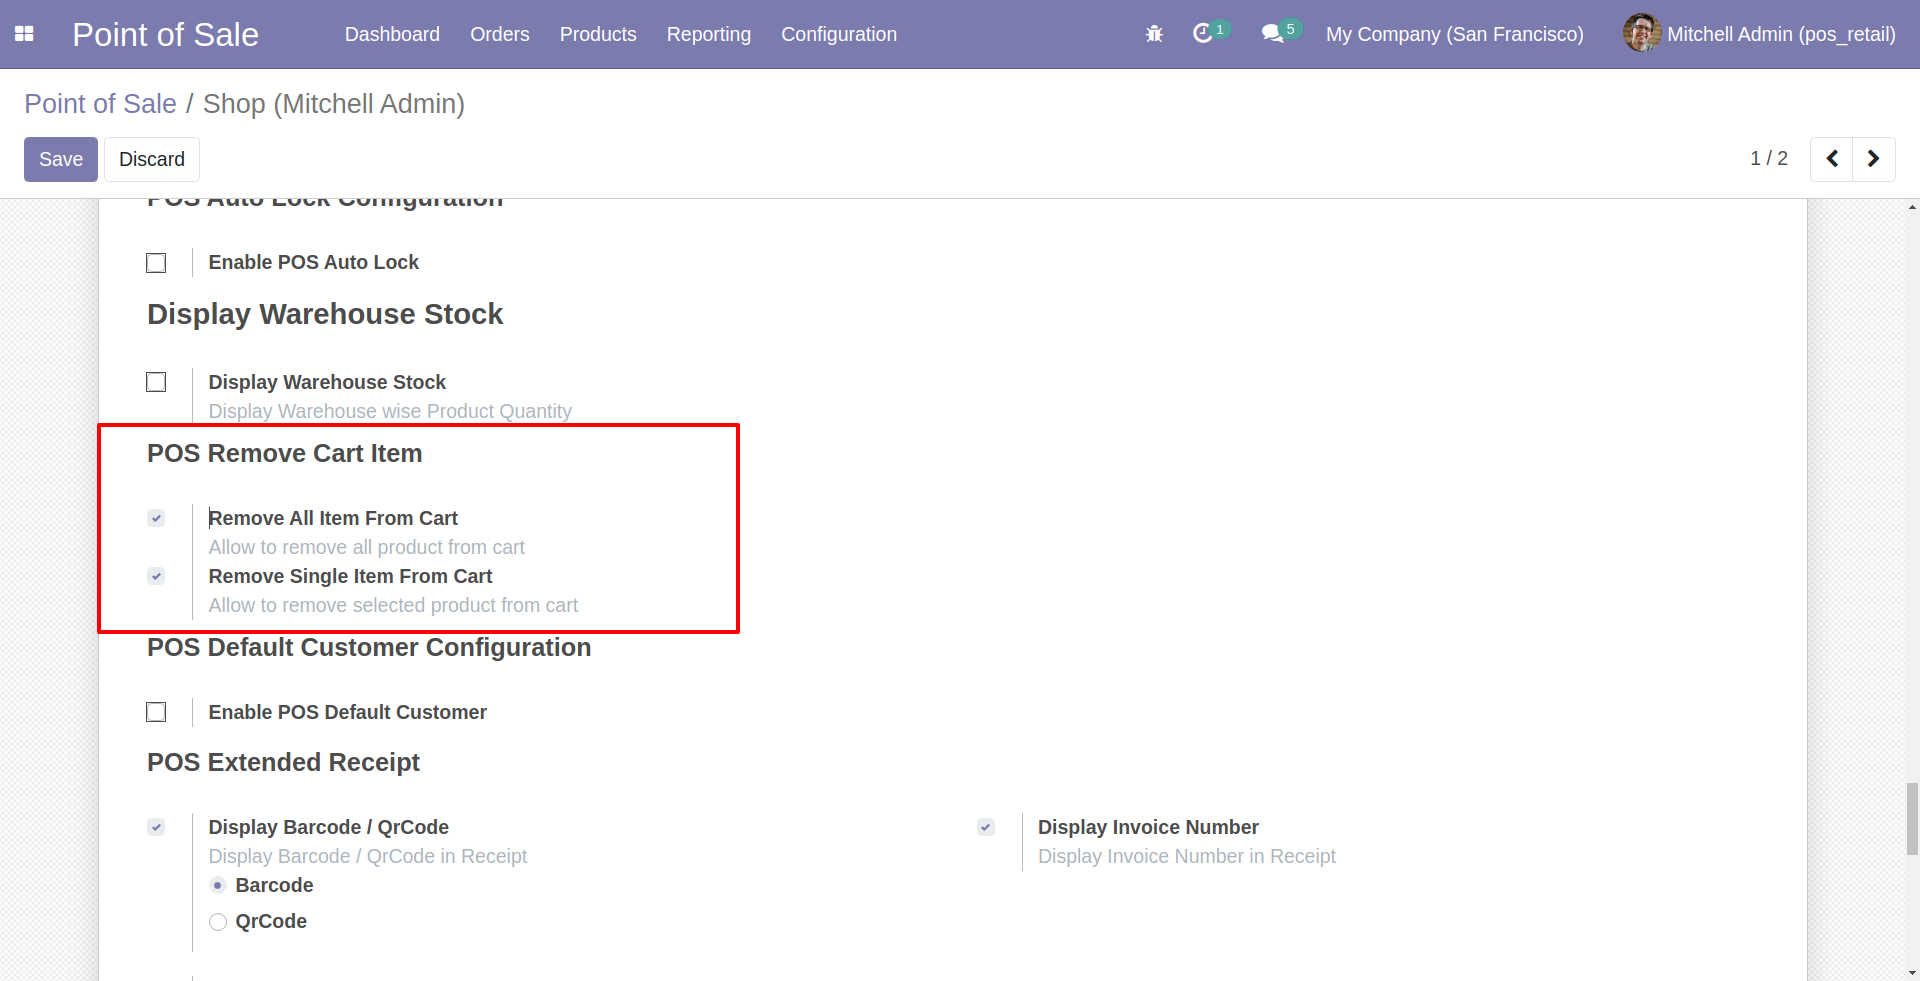 Point of Sale
Dashboard Orders Products Reporting Configuration
1 5 My Company (San Francisco) Mitchell Admin (pos_retail)
Point of Sale / Shop (Mitchell Admin)
Save Discard
1 / 2
POS Auto Lock Configuration
Enable POS Auto Lock
Display Warehouse Stock
Display Warehouse Stock
Display Warehouse wise Product Quantity
POS Remove Cart Item
Remove All Item From Cart
Allow to remove all product from cart
Remove Single Item From Cart
Allow to remove selected product from cart
POS Default Customer Configuration
Enable POS Default Customer
POS Extended Receipt
Display Barcode / QrCode
Display Barcode / QrCode in Receipt
Barcode
QrCode
Display Invoice Number
Display Invoice Number in Receipt